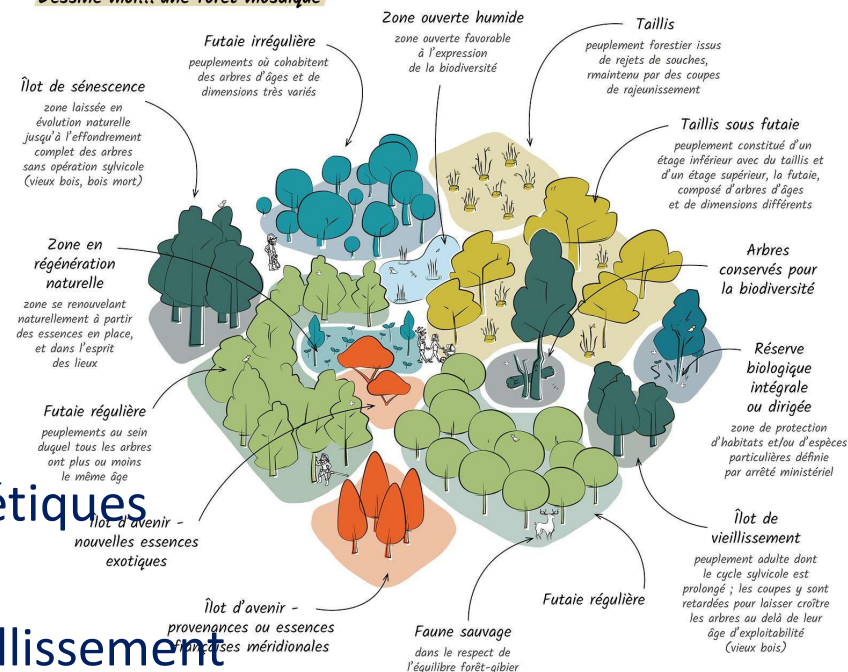 Dessine-moi... une forêt mosaïque
Zone ouverte humide
zone ouverte favorable
à l'expression
de la biodiversité
Taillis
peuplement forestier issus
de rejets de souches,
rmaintenu par des coupes
de rajeunissement
Futaie irrégulière
peuplements où cohabitent
des arbres d'âges et de
dimensions très variés
Îlot de sénescence
zone laissée en
évolution naturelle
jusqu'à l'effondrement
complet des arbres
sans opération sylvicole
(vieux bois, bois mort)
Taillis sous futaie
peuplement constitué d'un
étage inférieur avec du taillis et
d'un étage supérieur, la futaie,
composé d'arbres d'âges
et de dimensions différents
Zone en
régénération
naturelle
zone se renouvelant
naturellement à partir
des essences en place,
et dans l'esprit
des lieux
Arbres
conservés pour
la biodiversité
Réserve
biologique
intégrale
ou dirigée
zone de protection
d'habitats et/ou d'espèces
particulières définie
par arrêté ministériel
Futaie régulière
peuplements au sein
duquel tous les arbres
ont plus ou moins
le même âge
étiques
Îlot d'avenir -
nouvelles essences
exotiques
Îlot de
vieillissement
peuplement adulte dont
le cycle sylvicole est
prolongé ; les coupes y sont
retardées pour laisser croître
les arbres au delà de leur
âge d'exploitabilité
(vieux bois)
Îlot d'avenir -
provenances ou essences
françaises méridionales
llissement
Faune sauvage
dans le respect de
l'équilibre forêt-gibier
Futaie régulière